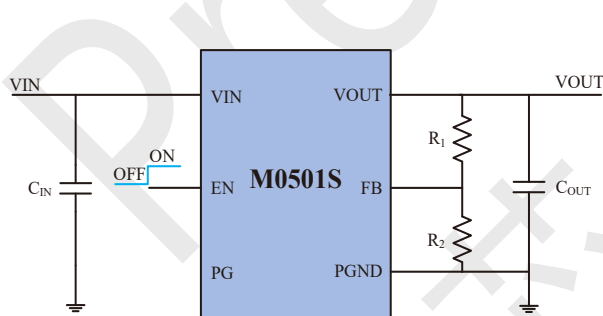 VIN
VOUT
VIN
VOUT
R1
ON
OFF
CIN
EN
M0501S
FB
COUT
R2
PG
PGND